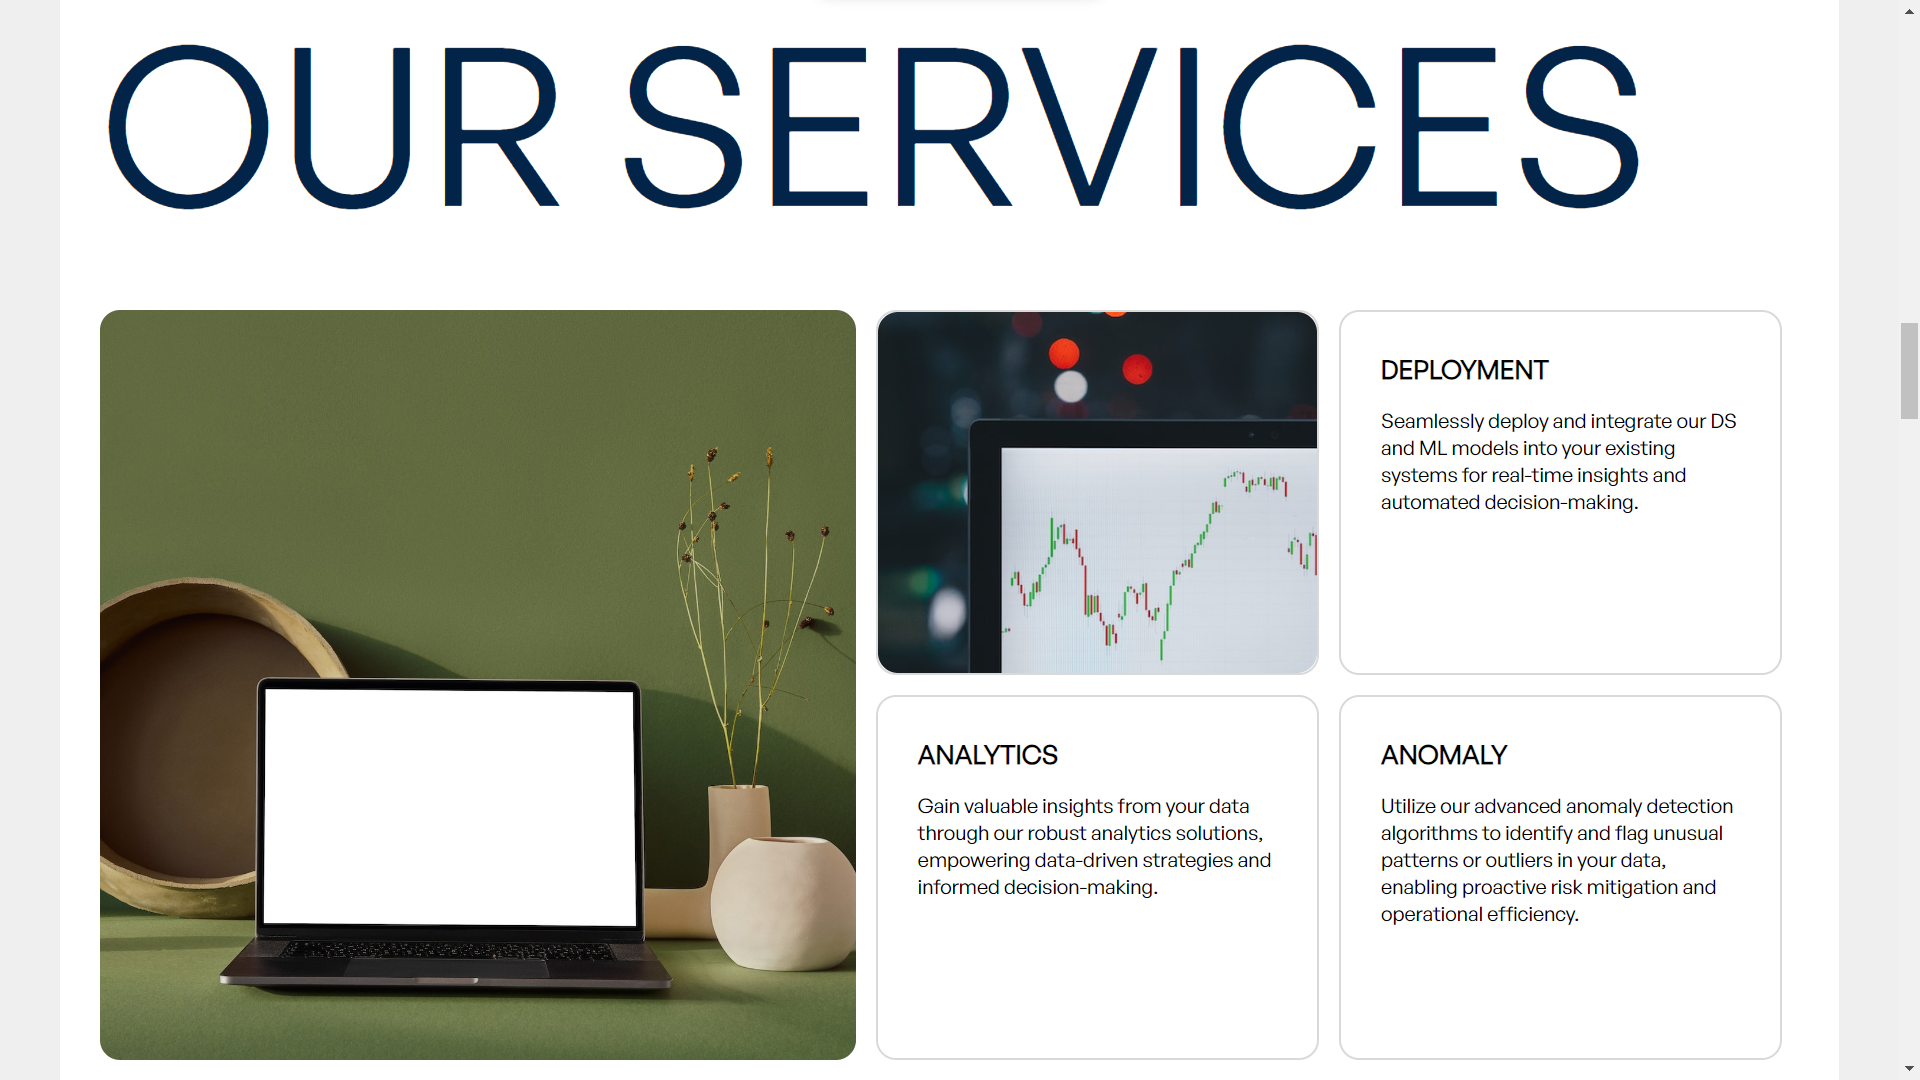 OUR SERVICES
DEPLOYMENT
Seamlessly deploy and integrate our DS
and ML models into your existing
systems for real-time insights and
automated decision-making.
ANALYTICS
Gain valuable insights from your data
through our robust analytics solutions,
empowering data-driven strategies and
informed decision-making.
ANOMALY
Utilize our advanced anomaly detection
algorithms to identify and flag unusual
patterns or outliers in your data,
enabling proactive risk mitigation and
operational efficiency.